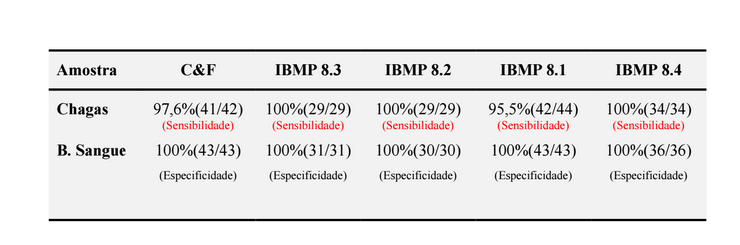 Amostra C&F IBMP 8.3 IBMP 8.2 IBMP 8.1 IBMP 8.4
Chagas 97,6%(41/42) 100%(29/29) 100%(29/29) 95,5%(42/44) 100%(34/34)
(Sensibilidade) (Sensibilidade) (Sensibilidade) (Sensibilidade) (Sensibilidade)
B. Sangue 100%(43/43) 100%(31/31) 100%(30/30) 100%(43/43) 100%(36/36)
(Especificidade) (Especificidade) (Especificidade) (Especificidade) (Especificidade)